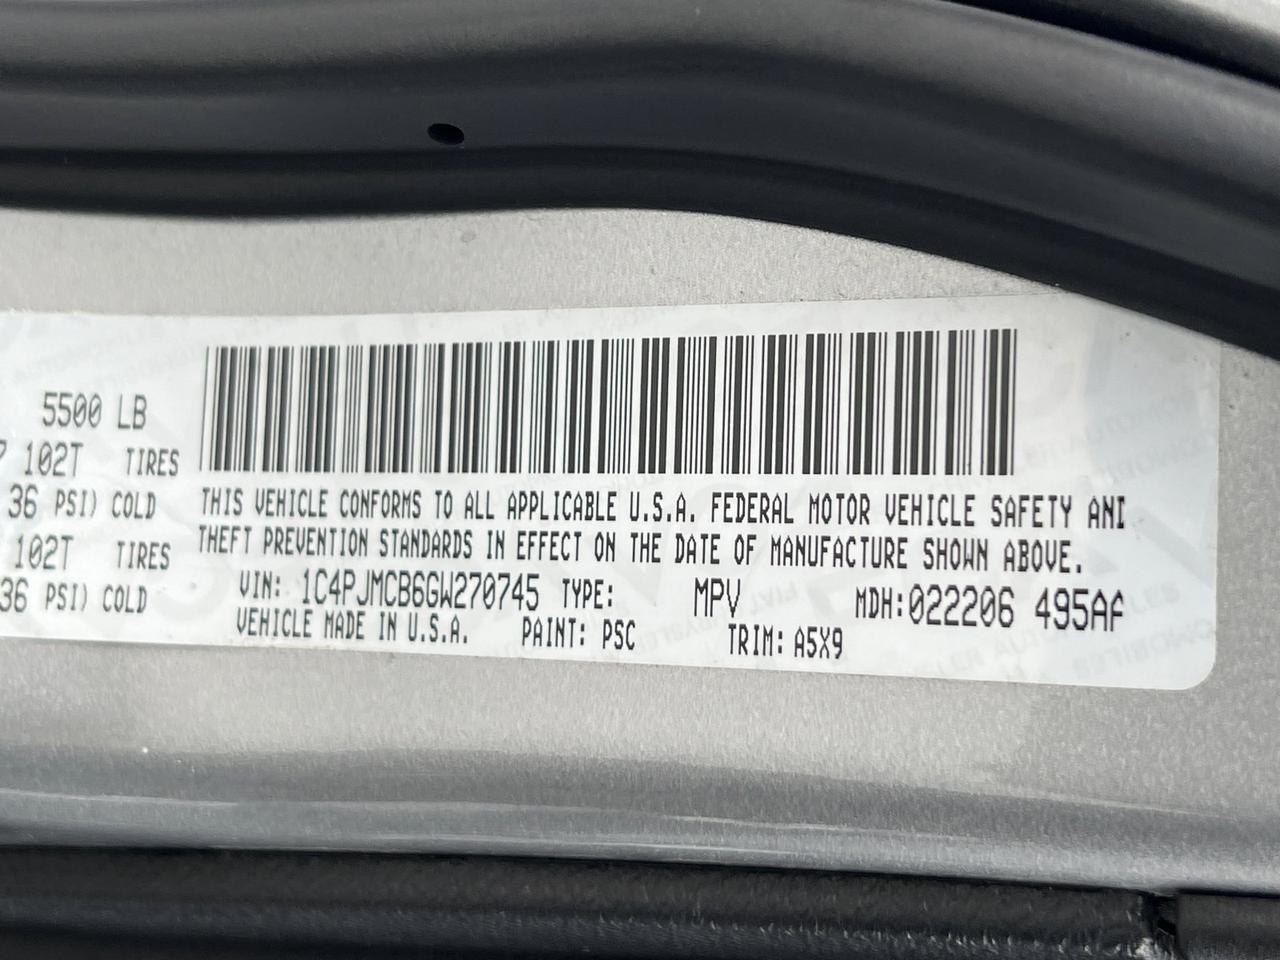 5500 LB
102T TIRES
36 PSI) COLD
102T TIRES
36 PSI) COLD
THIS VEHICLE CONFORMS TO ALL APPLICABLE U.S.A. FEDERAL MOTOR VEHICLE SAFETY AND
THEFT PREVENTION STANDARDS IN EFFECT ON THE DATE OF MANUFACTURE SHOWN ABOVE.
VIN: 1C4PJMCB6GW270745 TYPE: MPV MDH:022206 495AA
VEHICLE MADE IN U.S.A. PAINT: PSC TRIM: A5X9